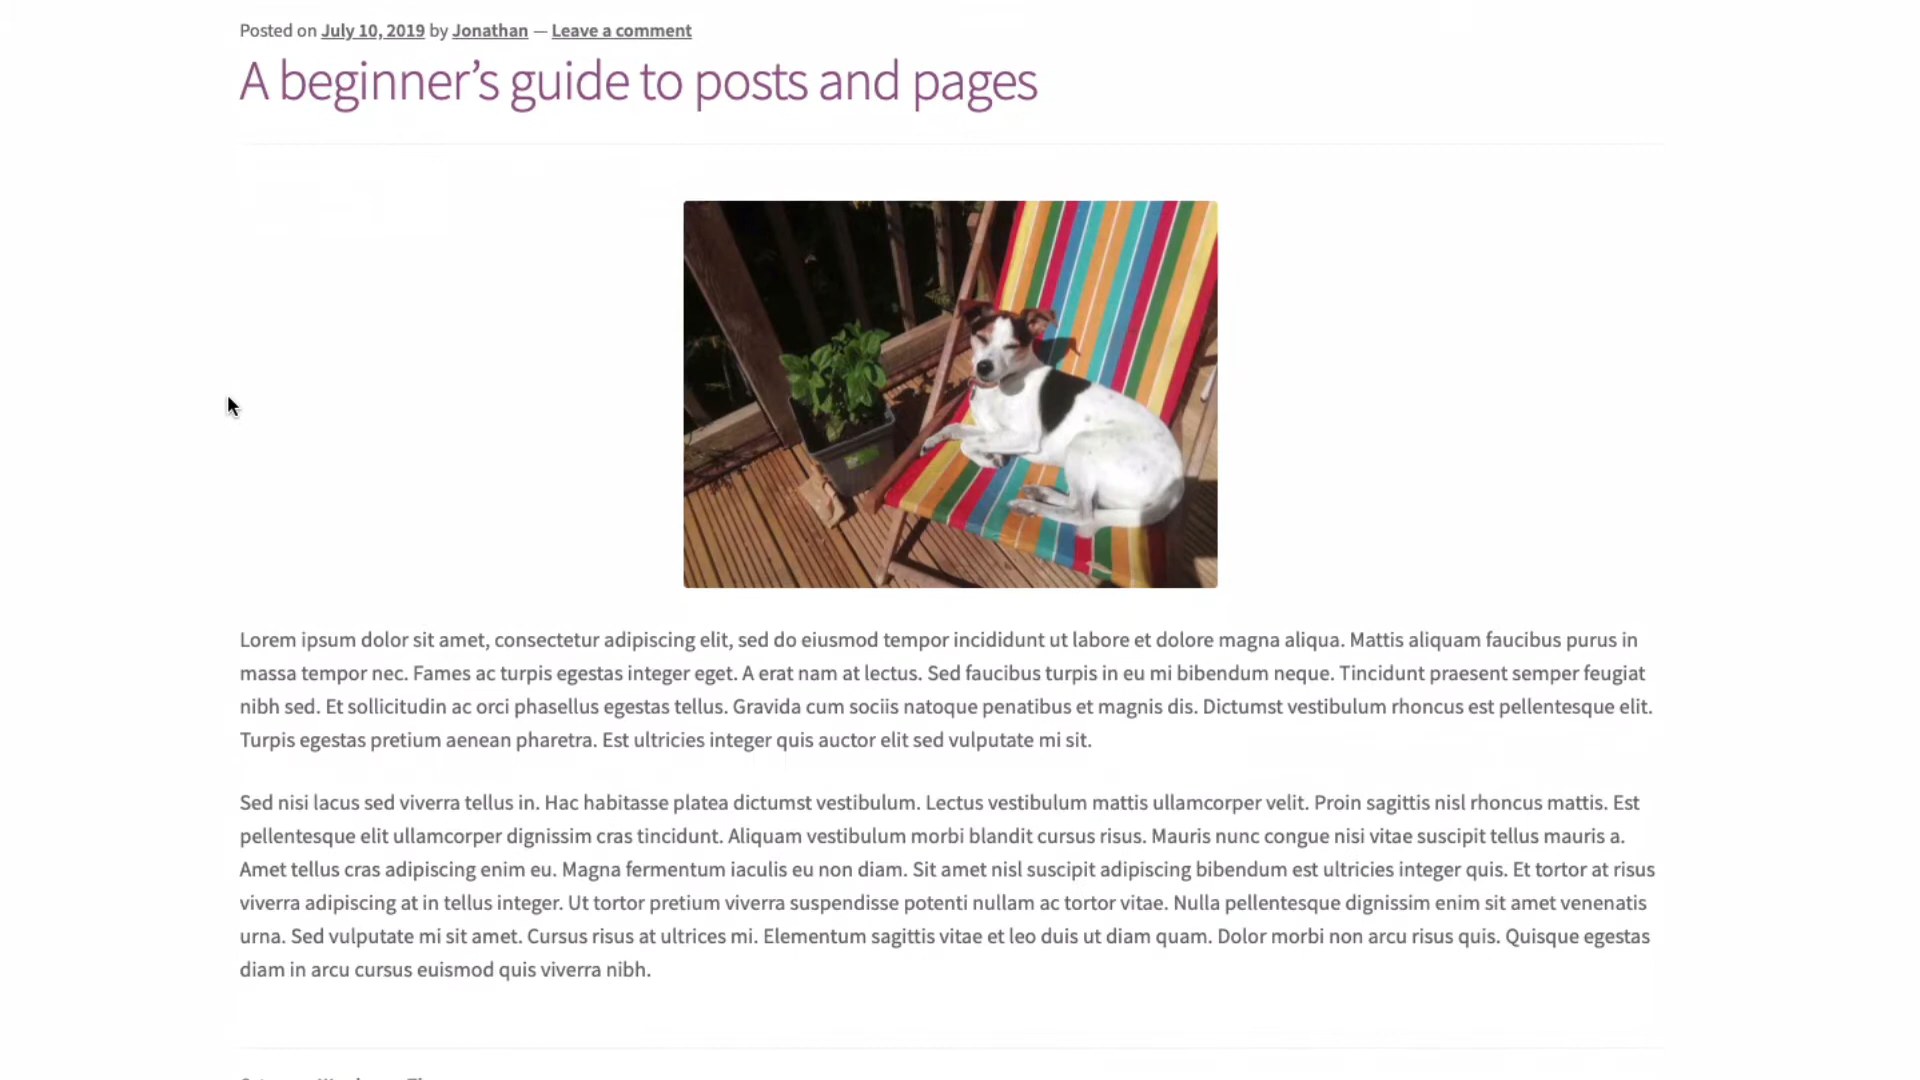 Posted on July 10, 2019 by Jonathan — Leave a comment
A beginner’s guide to posts and pages
Lorem ipsum dolor sit amet, consectetur adipiscing elit, sed do eiusmod tempor incididunt ut labore et dolore magna aliqua. Mattis aliquam faucibus purus in
massa tempor nec. Fames ac turpis egestas integer eget. A erat nam at lectus. Sed faucibus turpis in eu mi bibendum neque. Tincidunt praesent semper feugiat
nibh sed. Et sollicitudin ac orci phasellus egestas tellus. Gravida cum sociis natoque penatibus et magnis dis. Dictumst vestibulum rhoncus est pellentesque elit.
Turpis egestas pretium aenean pharetra. Est ultricies integer quis auctor elit sed vulputate mi sit.
Sed nisi lacus sed viverra tellus in. Hac habitasse platea dictumst vestibulum. Lectus vestibulum mattis ullamcorper velit. Proin sagittis nisl rhoncus mattis. Est
pellentesque elit ullamcorper dignissim cras tincidunt. Aliquam vestibulum morbi blandit cursus risus. Mauris nunc congue nisi vitae suscipit tellus mauris a.
Amet tellus cras adipiscing enim eu. Magna fermentum iaculis eu non diam. Sit amet nisl suscipit adipiscing bibendum est ultricies integer quis. Et tortor at risus
viverra adipiscing at in tellus integer. Ut tortor pretium viverra suspendisse potenti nullam ac tortor vitae. Nulla pellentesque dignissim enim sit amet venenatis
urna. Sed vulputate mi sit amet. Cursus risus at ultrices mi. Elementum sagittis vitae et leo duis ut diam quam. Dolor morbi non arcu risus quis. Quisque egestas
diam in arcu cursus euismod quis viverra nibh.